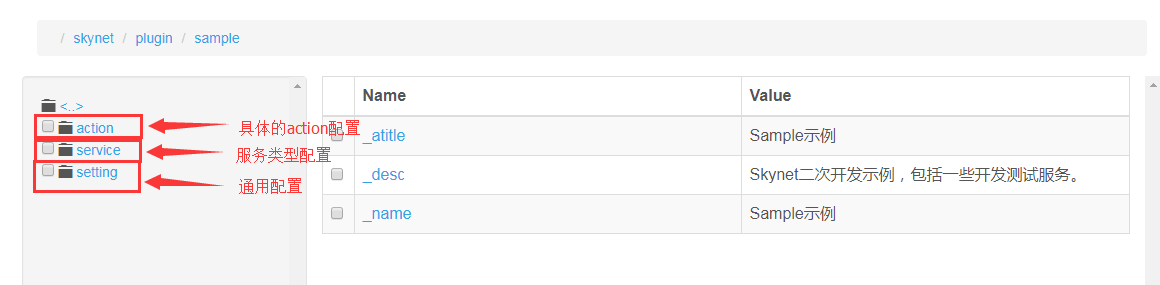 / skynet / plugin / sample
<..>
action
service
setting
具体的action配置
服务类型配置
通用配置
Name Value
_atitle Sample示例
_desc Skynet二次开发示例，包括一些开发测试服务。
_name Sample示例